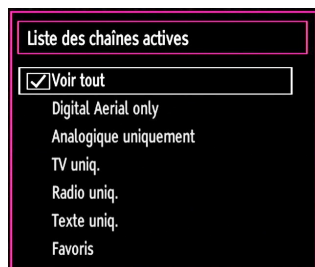 Liste des chaînes actives
Voir tout
Digital Aerial only
Analogique uniquement
TV uniq.
Radio uniq.
Texte uniq.
Favoris